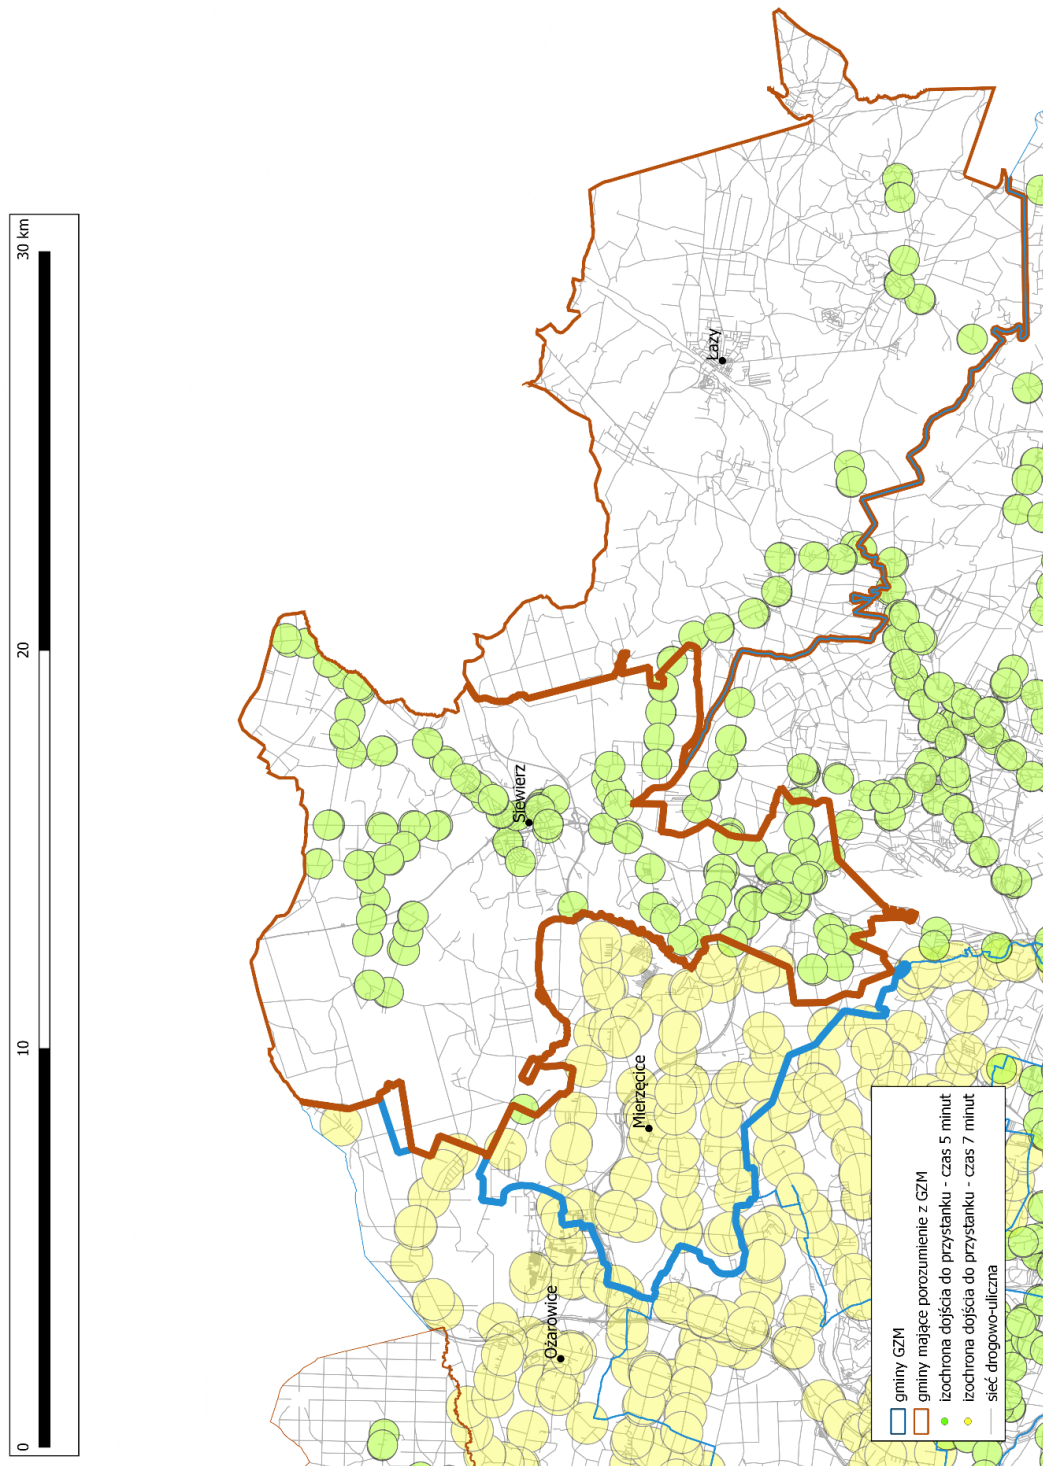 0
10
20
30 km
Siewierz
Łazy
Mierzęcice
Ożarowice
gminy GZM
gminy mające porozumienie z GZM
izochrona dojścia do przystanku - czas 5 minut
izochrona dojścia do przystanku - czas 7 minut
sieć drogowo-uliczna